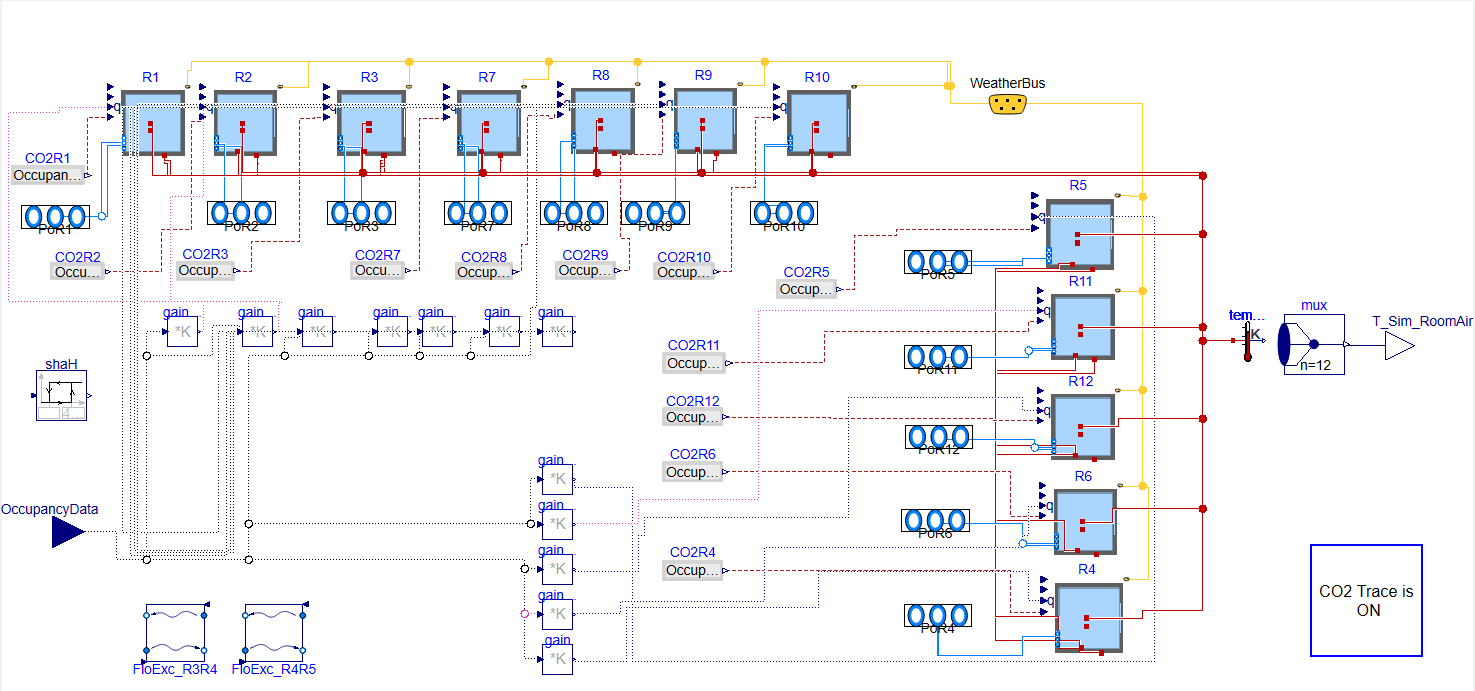 R1
R2
R3
R7
R8
R9
R10
WeatherBus
CO2R1
Occupan...
PoR1
PoR2
PoR3
PoR7
PoR8
PoR9
PoR10
R5
CO2R2
Occu...
CO2R3
Occup...
CO2R7
Occu...
CO2R8
Occup...
CO2R9
Occup...
CO2R10
Occup...
CO2R5
Occup...
PoR5
R11
gain
*K
gain
*K
gain
*K
gain
*K
gain
*K
gain
*K
gain
*K
tem...
K
mux
n=12
T_Sim_RoomAir
CO2R11
Occup...
PoR11
shaH
4...
R12
CO2R12
Occup...
PoR12
CO2R6
Occup...
R6
gain
*K
OccupancyData
gain
*K
PoR6
gain
*K
CO2R4
Occup...
R4
gain
*K
PoR4
gain
*K
CO2 Trace is
ON
FloExc_R3R4
FloExc_R4R5